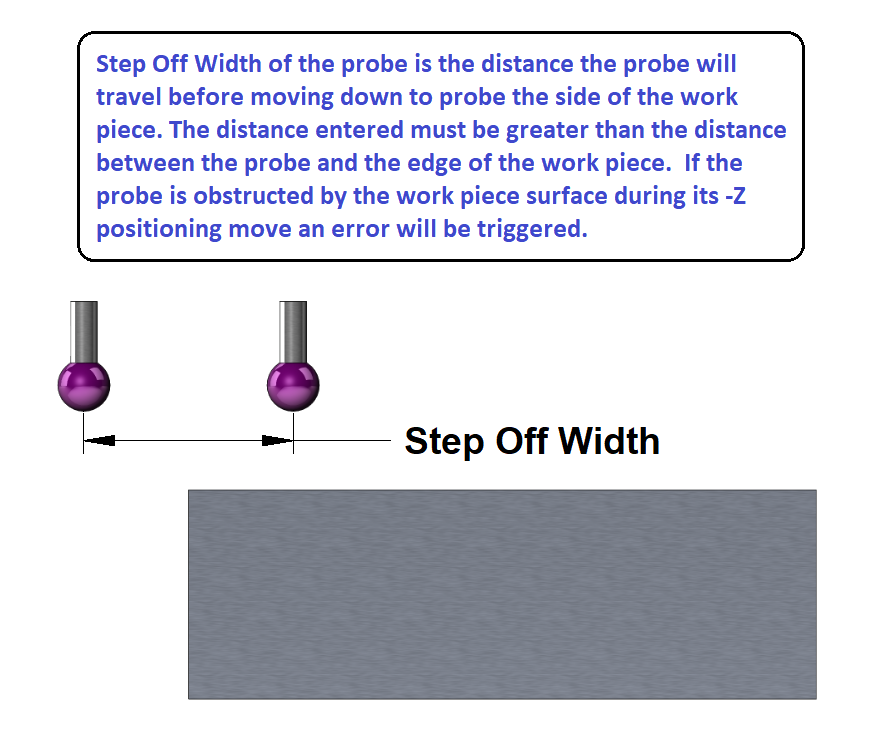 Step Off Width of the probe is the distance the probe will
travel before moving down to probe the side of the work
piece. The distance entered must be greater than the distance
between the probe and the edge of the work piece.  If the
probe is obstructed by the work piece surface during its -Z
positioning move an error will be triggered.
Step Off Width